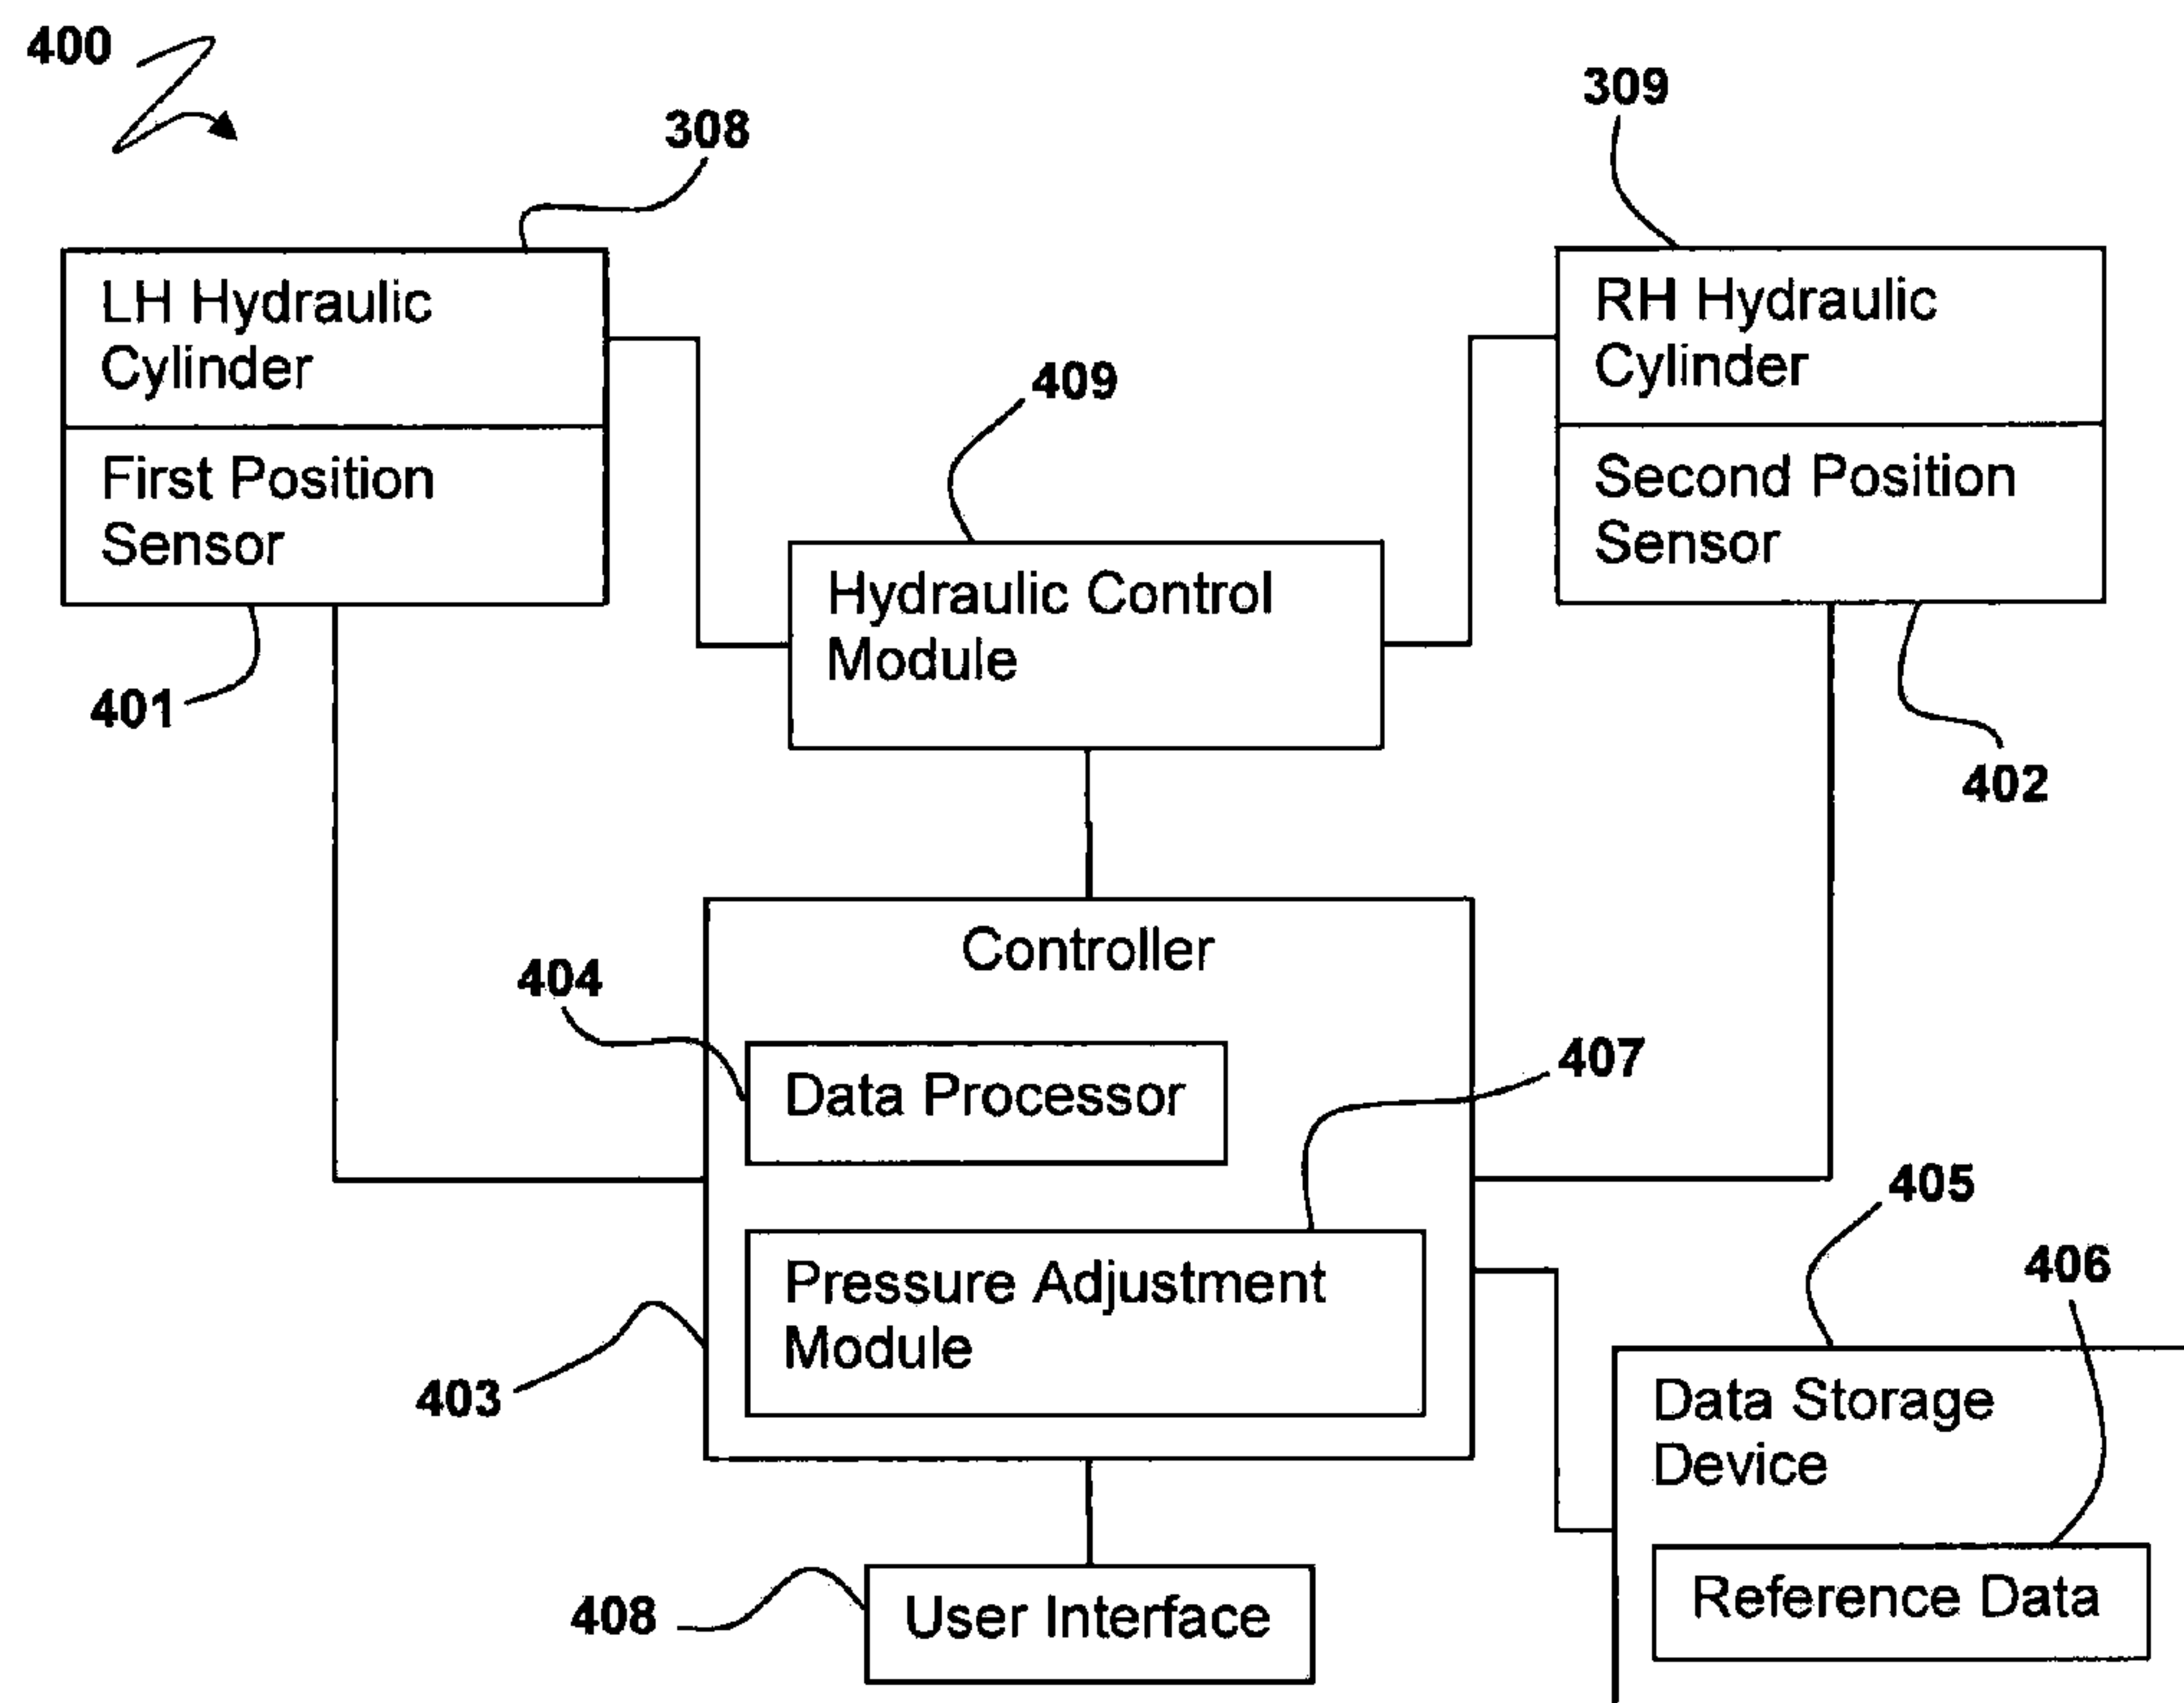 400
308
309
LH Hydraulic
Cylinder
First Position
Sensor
401
409
Hydraulic Control
Module
RH Hydraulic
Cylinder
Second Position
Sensor
402
Controller
404
Data Processor
407
Pressure Adjustment
Module
403
405
406
Data Storage
Device
Reference Data
408
User Interface